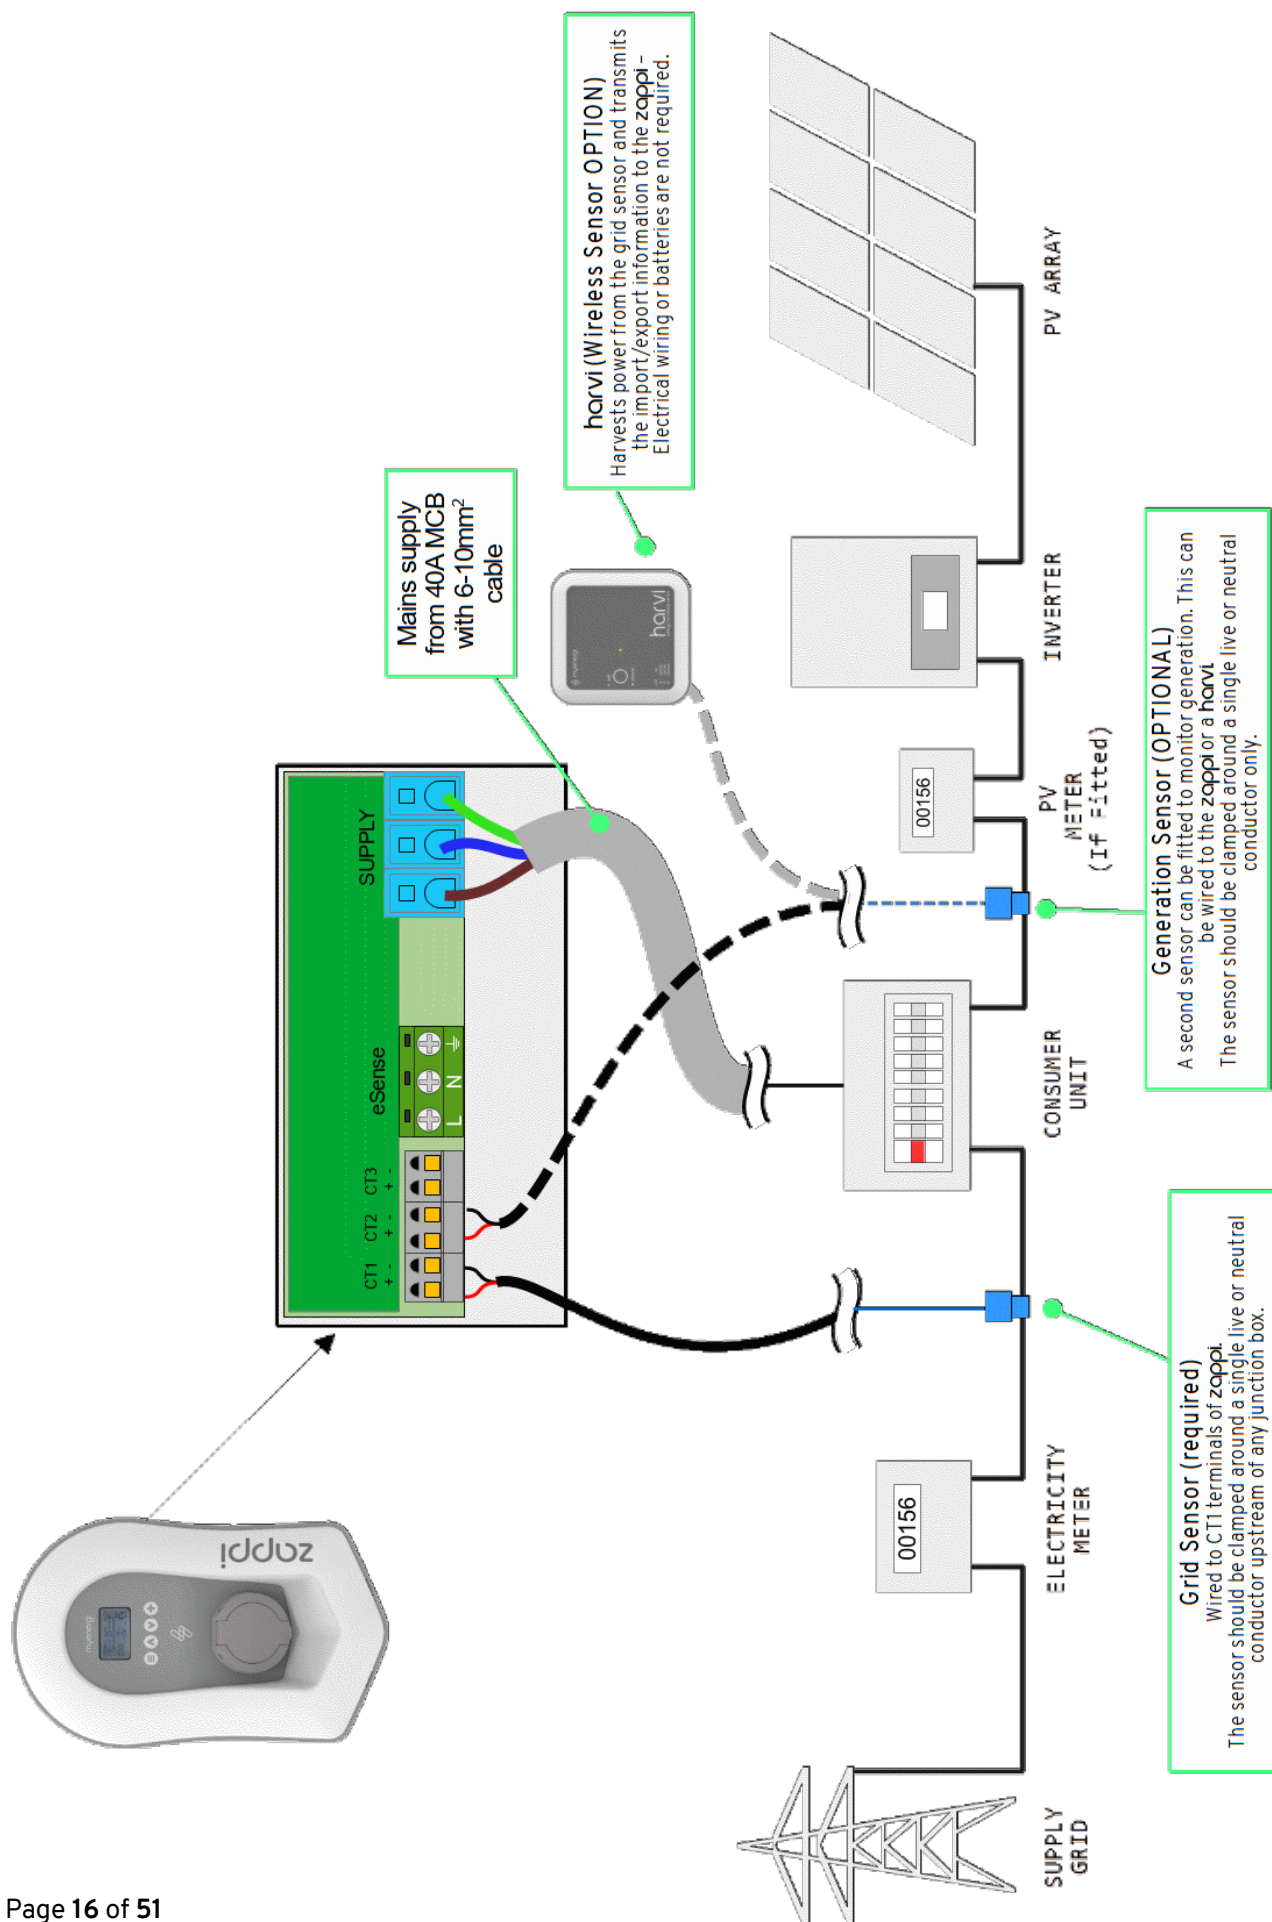 zappi
myenergi
SUPPLY
eSense
L N
CT1
+ -
CT2
+ -
CT3
+ -
Mains supply
from 40A MCB
with 6-10mm²
cable
harvi (Wireless Sensor OPTION)
Harvests power from the grid sensor and transmits
the import/export information to the zappi –
Electrical wiring or batteries are not required.
myenergi
harvi
SUPPLY
GRID
00156
ELECTRICITY
METER
CONSUMER
UNIT
00156
PV
METER
(If Fitted)
INVERTER
PV ARRAY
Grid Sensor (required)
Wired to CT1 terminals of zappi.
The sensor should be clamped around a single live or neutral
conductor upstream of any junction box.
Generation Sensor (OPTIONAL)
A second sensor can be fitted to monitor generation. This can
be wired to the zappi or a harvi.
The sensor should be clamped around a single live or neutral
conductor only.
Page 16 of 51